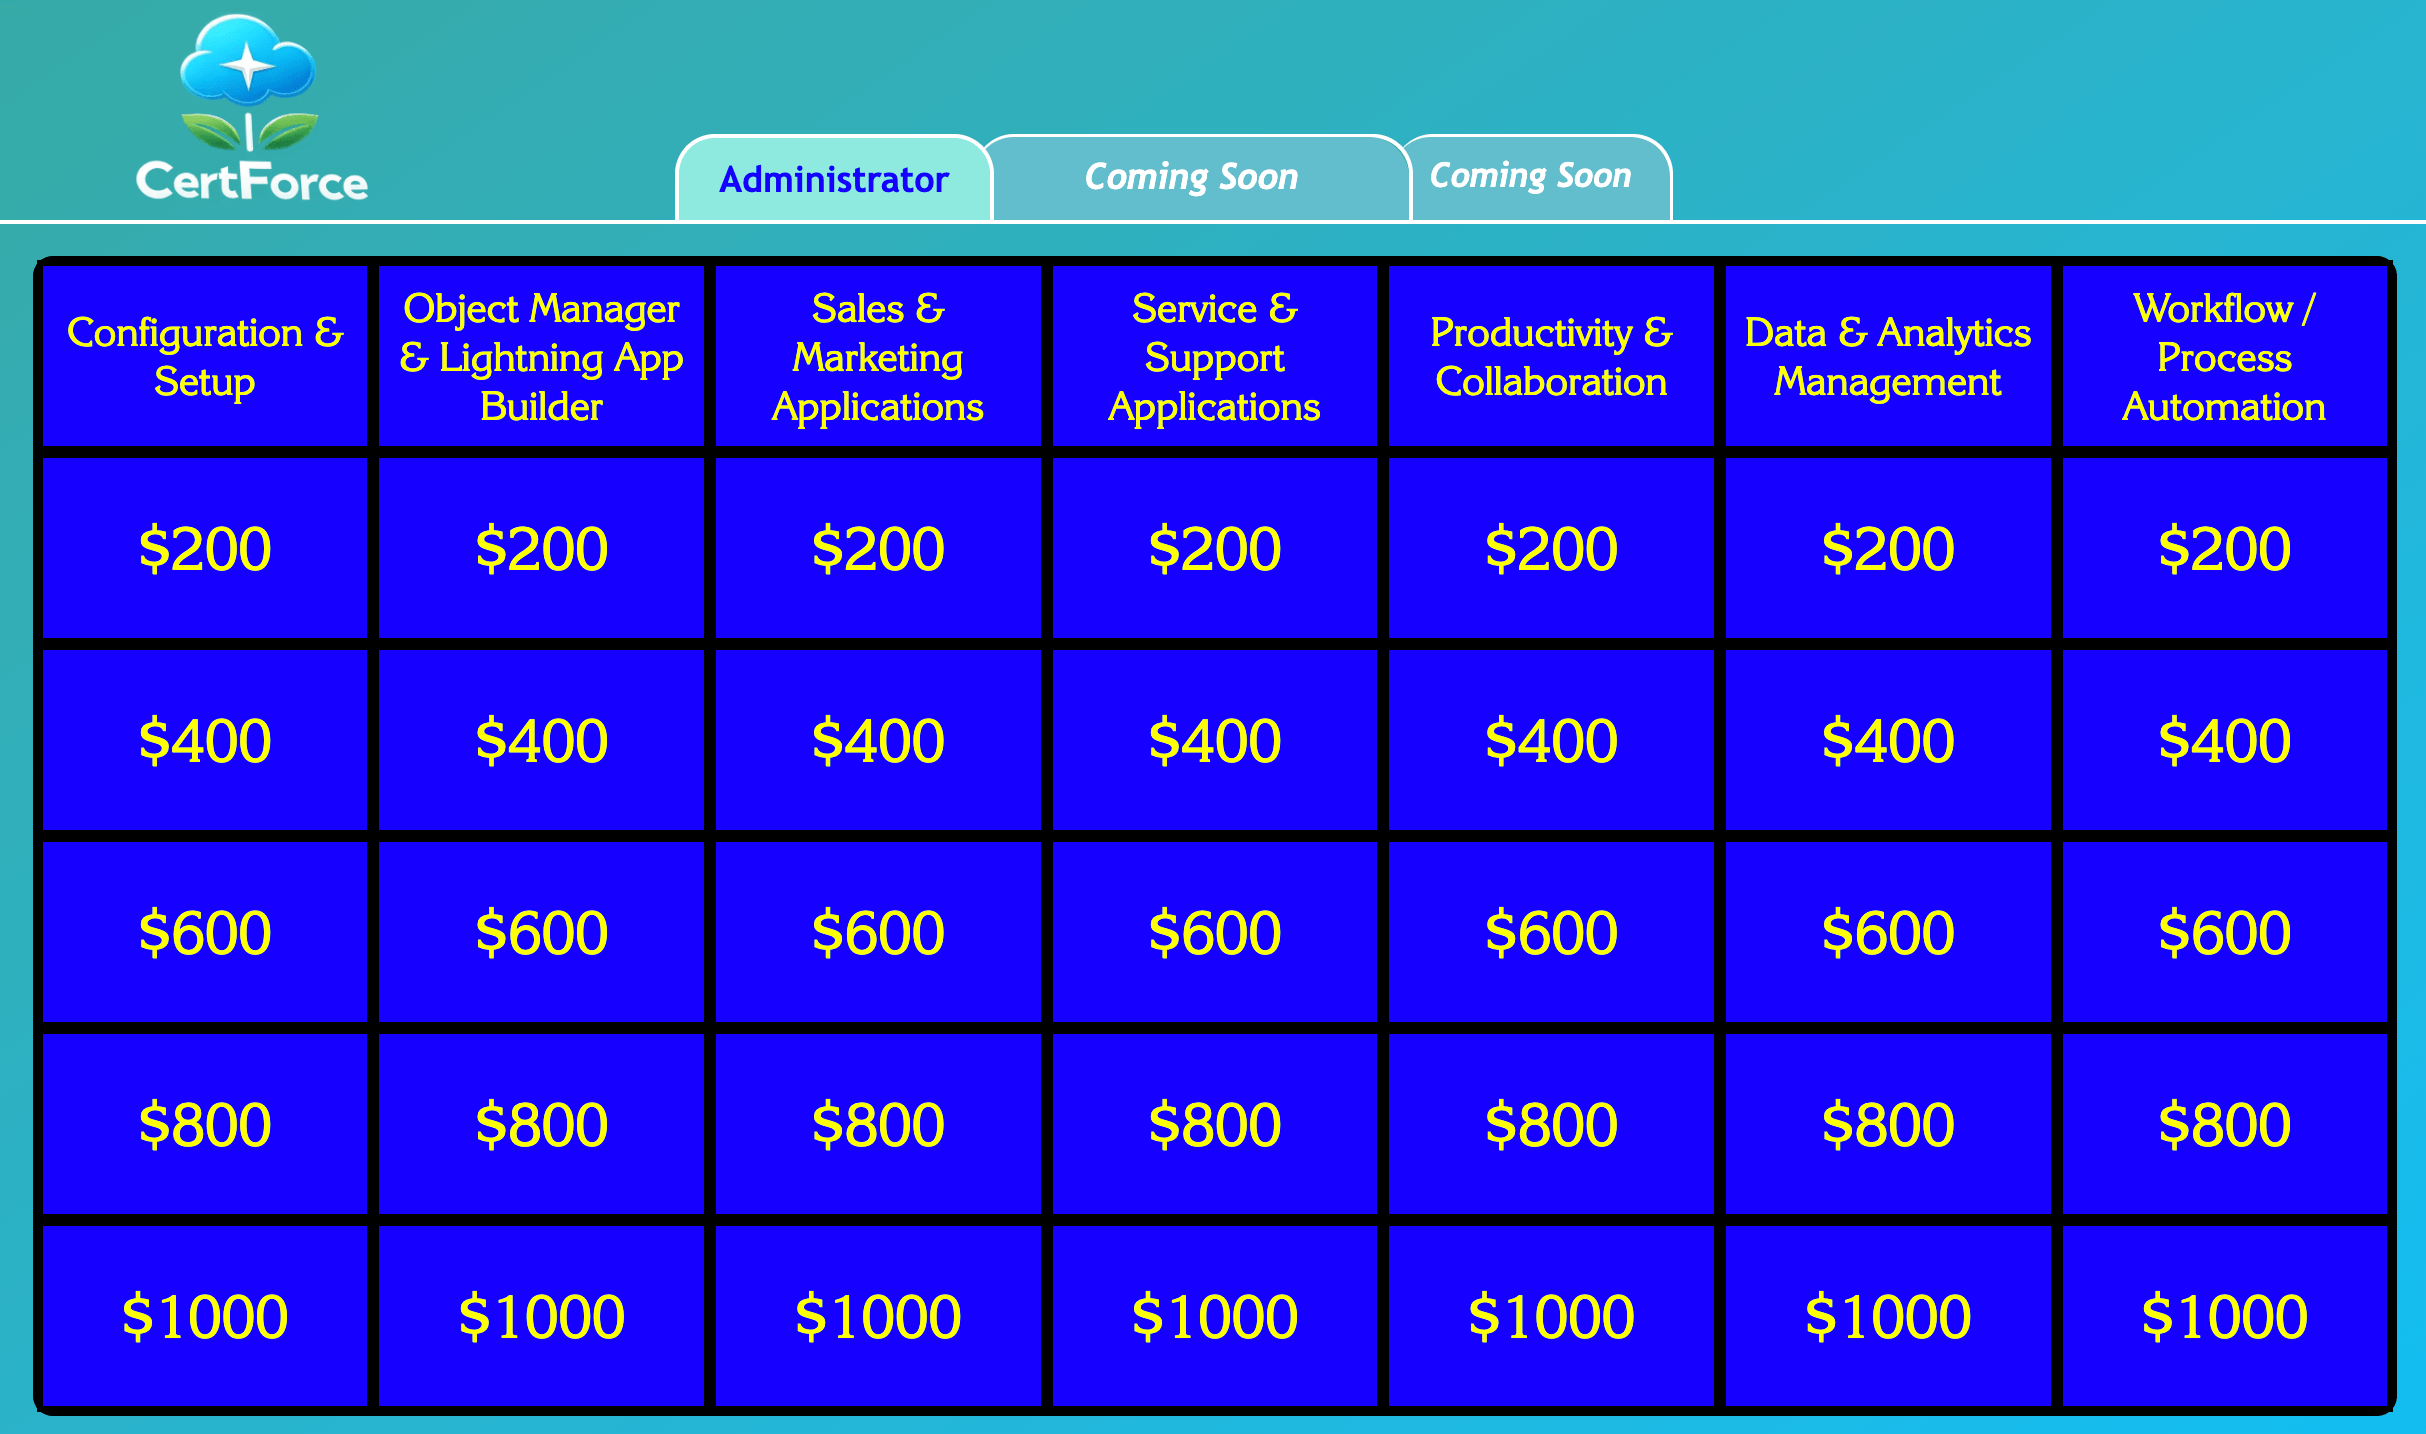 CertForce
Administrator
Coming Soon
Coming Soon
Configuration &
Setup
Object Manager
& Lightning App
Builder
Sales &
Marketing
Applications
Service &
Support
Applications
Productivity &
Collaboration
Data & Analytics
Management
Workflow /
Process
Automation
$200
$200
$200
$200
$200
$200
$200
$400
$400
$400
$400
$400
$400
$400
$600
$600
$600
$600
$600
$600
$600
$800
$800
$800
$800
$800
$800
$800
$1000
$1000
$1000
$1000
$1000
$1000
$1000